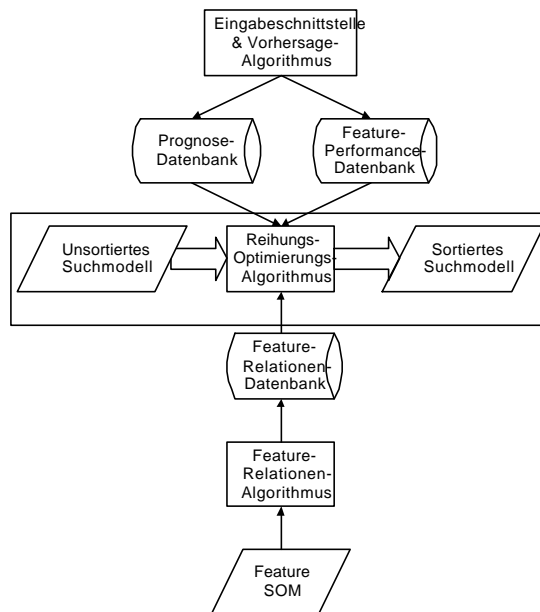 Eingabeschnittstelle
& Vorhersage-
Algorithmus
Prognose-
Datenbank
Feature-
Performance-
Datenbank
Unsortiertes
Suchmodell
Reihungs-
Optimierungs-
Algorithmus
Sortiertes
Suchmodell
Feature-
Relationen-
Datenbank
Feature-
Relationen-
Algorithmus
Feature
SOM